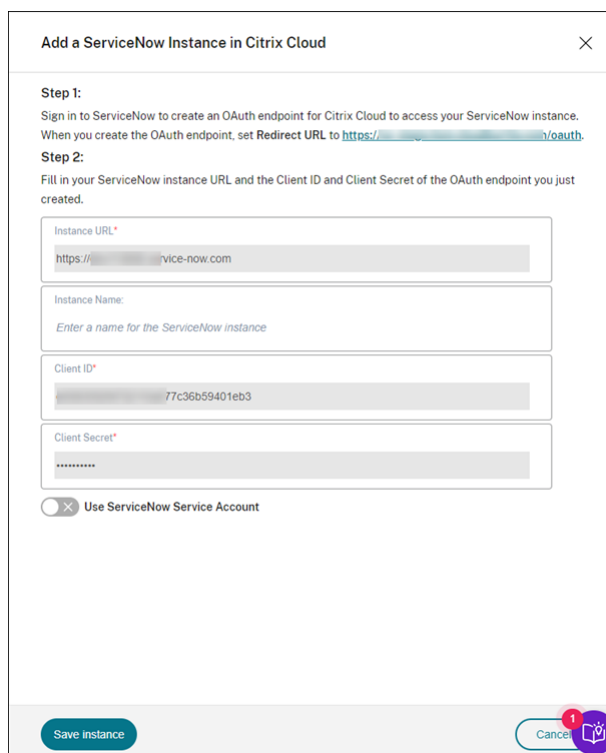 Add a ServiceNow Instance in Citrix Cloud
Step 1:
Sign in to ServiceNow to create an OAuth endpoint for Citrix Cloud to access your ServiceNow instance.
When you create the OAuth endpoint, set Redirect URL to https:// /oauth.
Step 2:
Fill in your ServiceNow instance URL and the Client ID and Client Secret of the OAuth endpoint you just
created.
Instance URL*
https:// vice-now.com
Instance Name:
Enter a name for the ServiceNow instance
Client ID*
77c36b59401eb3
Client Secret*
••••••••••
Use ServiceNow Service Account
1
Save instance
Cancel